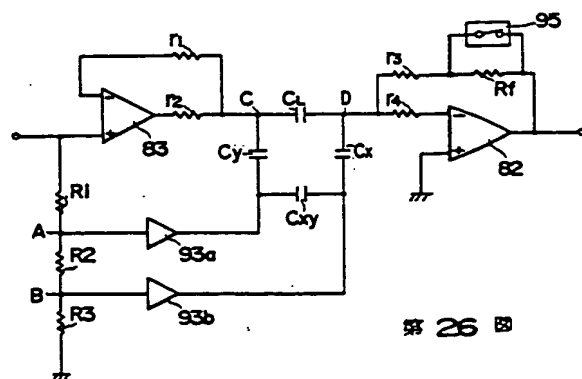 95
r1
r3
Rf
r2
C
CL
D
r4
83
82
Cy
Cx
R1
Cxy
A
93a
R2
B
93b
R3
第 26 図